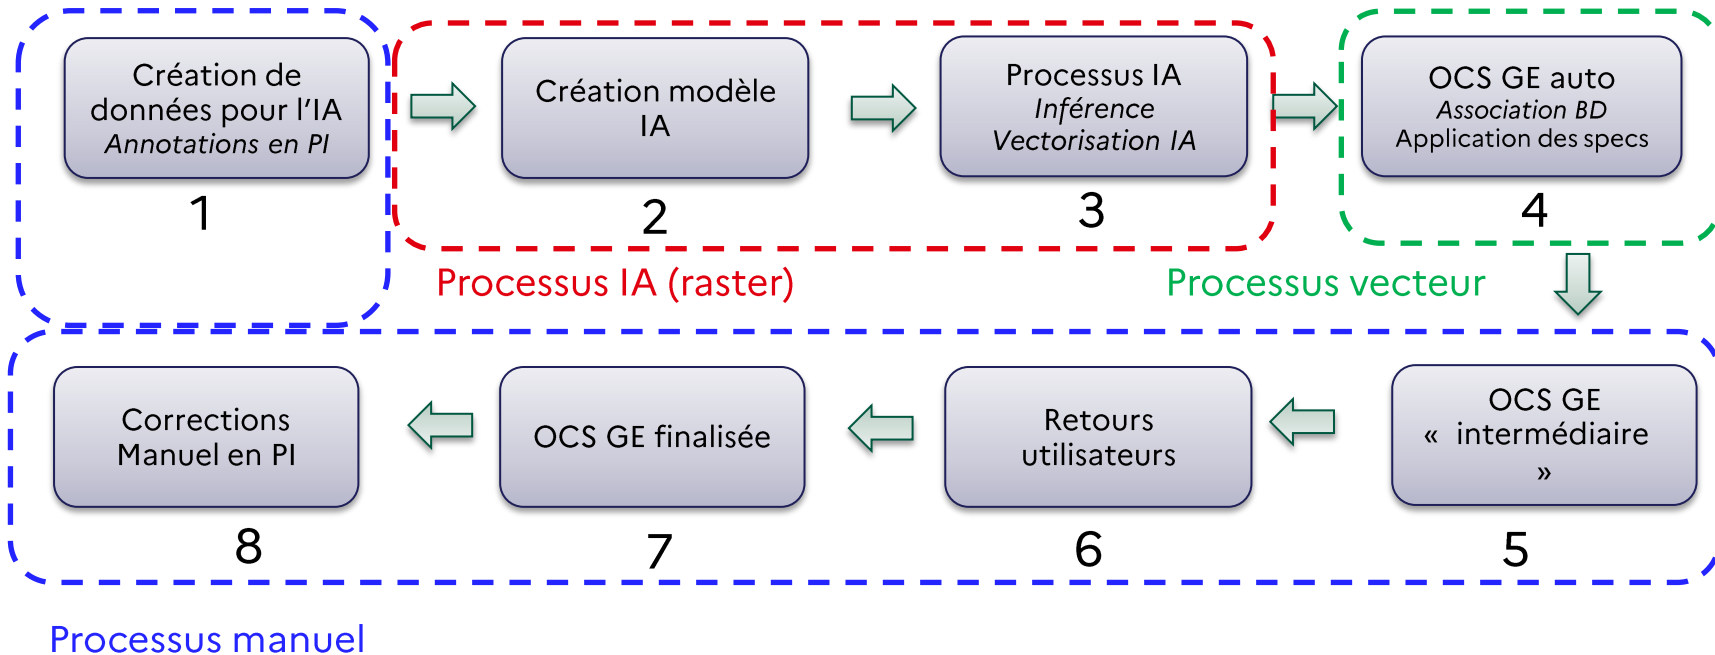 Création de
données pour l’IA
Annotations en PI
1
Création modèle
IA
2
Processus IA
Inférence
Vectorisation IA
3
OCS GE auto
Association BD
Application des specs
4
Processus IA (raster)
Processus vecteur
OCS GE
« intermédiaire
»
5
Retours
utilisateurs
6
OCS GE finalisée
7
Corrections
Manuel en PI
8
Processus manuel